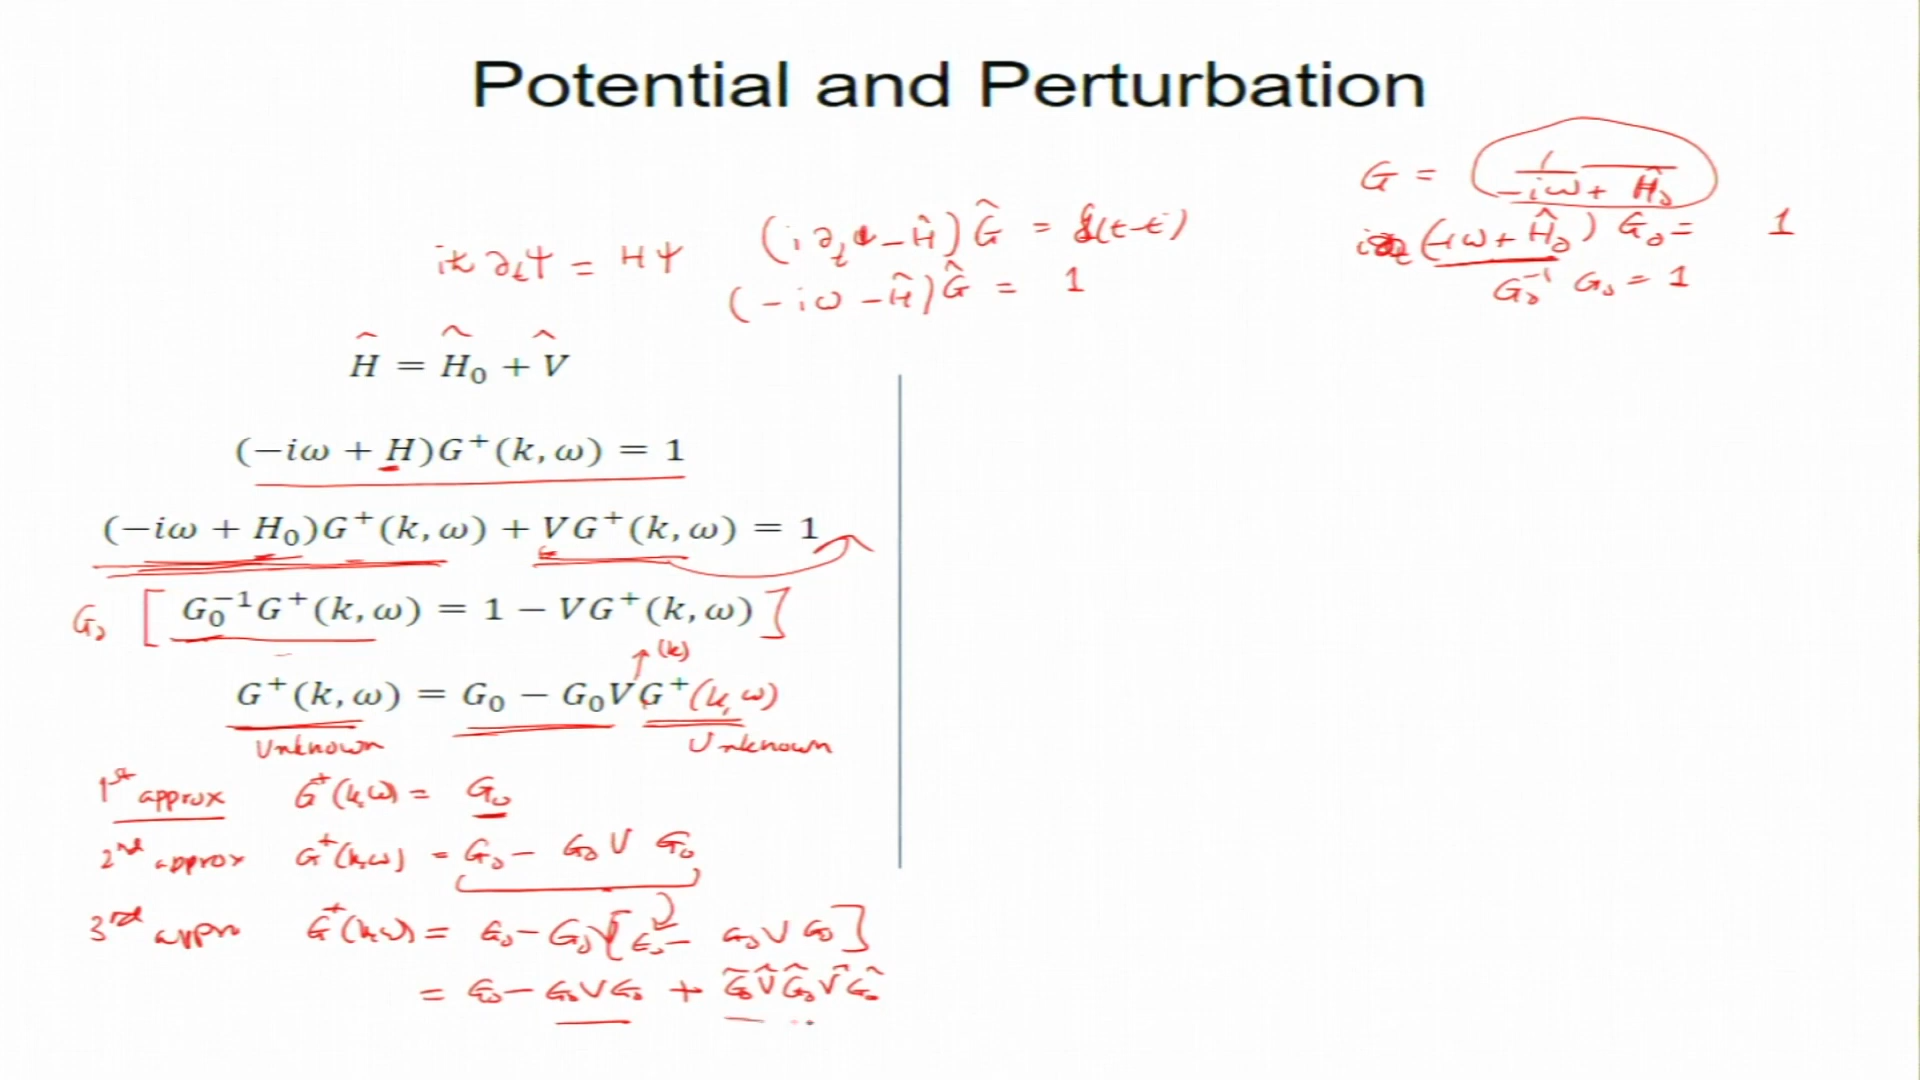 Potential and Perturbation
G = 1 / (-iω + Ĥ₀)
(-iω + Ĥ₀) G₀ = 1
G₀⁻¹ G₀ = 1
iħ ∂ₜψ = Hψ
(i∂ₜ - Ĥ) Ĝ = δ(t-t)
(-iω - Ĥ) Ĝ = 1
Ĥ = Ĥ₀ + V̂
(−iω + H)G⁺(k, ω) = 1
(−iω + H₀)G⁺(k, ω) + VG⁺(k, ω) = 1
G₀ [ G₀⁻¹G⁺(k, ω) = 1 − VG⁺(k, ω) ]
(k)
G⁺(k, ω) = G₀ − G₀VG⁺(k, ω)
Unknown Unknown
1st approx G⁺(k,ω) = G₀
2nd approx G⁺(k,ω) = G₀ - G₀ V G₀
3rd appro G⁺(k,ω) = G₀ - G₀V[G₀ - G₀VG₀]
= G₀ - G₀VG₀ + Ĝ₀V̂Ĝ₀V̂Ĝ₀